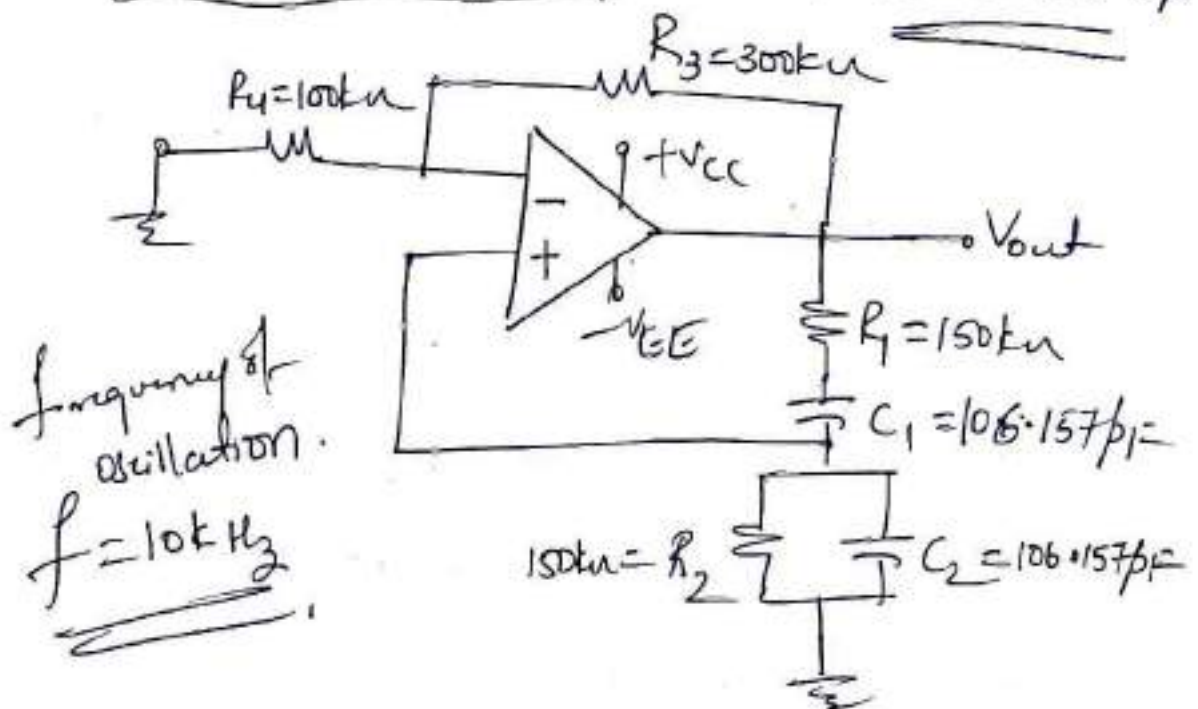 R3=300kΩ
R4=100kΩ
+VCC
−
+
Vout
-VEE
R1=150kΩ
C1=106.157pF
frequency of
oscillation.
f=10kHz
150kΩ=R2
C2=106.157pF